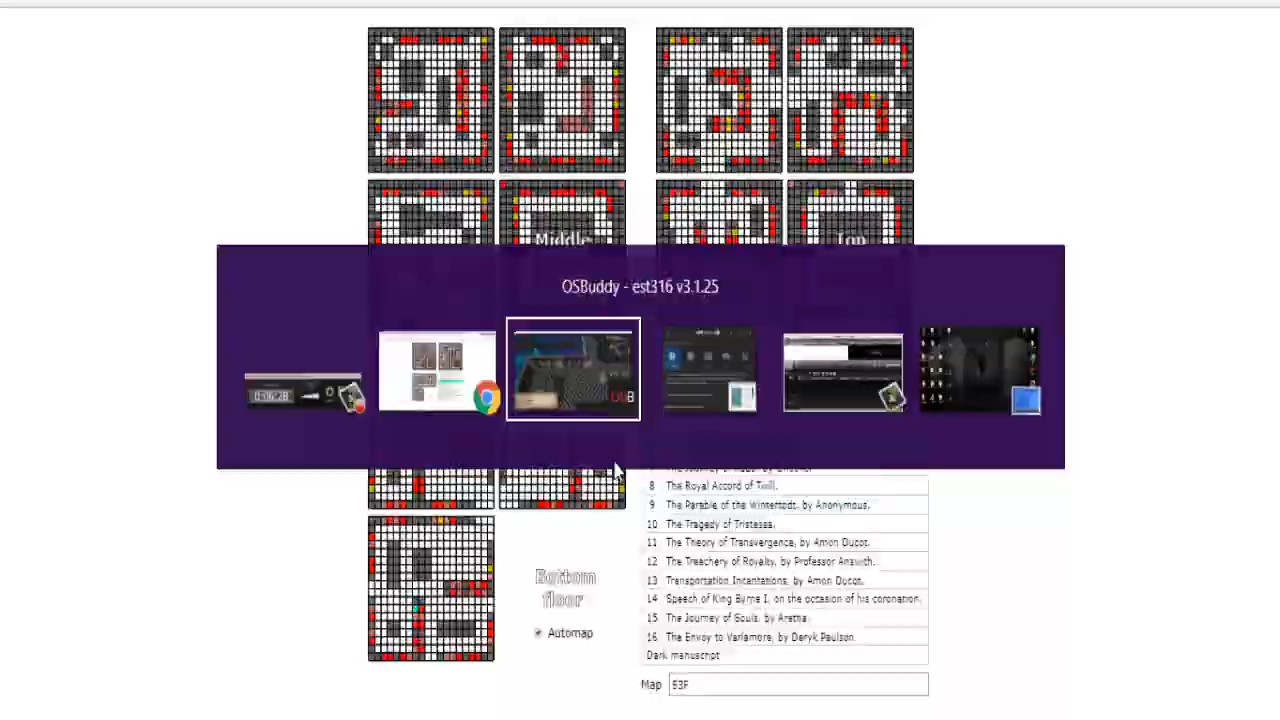 Middle
Top
OSBuddy - est316 v3.1.25
8 The Royal Accord of Twill.
9 The Parable of the Wintertodt, by Anonymous.
10 The Tragedy of Tristessa.
11 The Theory of Transvergence, by Amon Ducot.
12 The Treachery of Royalty, by Professor Answith.
13 Transportation Incantations, by Amon Ducot.
14 Speech of King Byrne I, on the occasion of his coronation.
15 The Journey of Souls, by Aretha.
16 The Envoy to Varlamore, by Deryk Paulson.
Dark manuscript
Bottom
floor
Automap
Map 53F